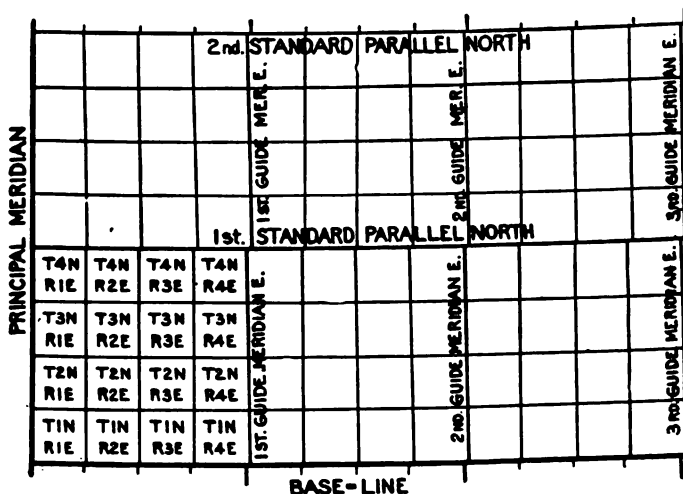 2nd. STANDARD PARALLEL NORTH
1ST. GUIDE MER. E.
2ND. GUIDE MER. E.
3RD. GUIDE MERIDIAN E.
PRINCIPAL MERIDIAN
1st. STANDARD PARALLEL NORTH
T4N T4N T4N T4N
R1E R2E R3E R4E
T3N T3N T3N T3N
R1E R2E R3E R4E
T2N T2N T2N T2N
R1E R2E R3E R4E
T1N T1N T1N T1N
R1E R2E R3E R4E
1ST. GUIDE MERIDIAN E.
2ND. GUIDE MERIDIAN E.
3RD. GUIDE MERIDIAN E.
BASE-LINE